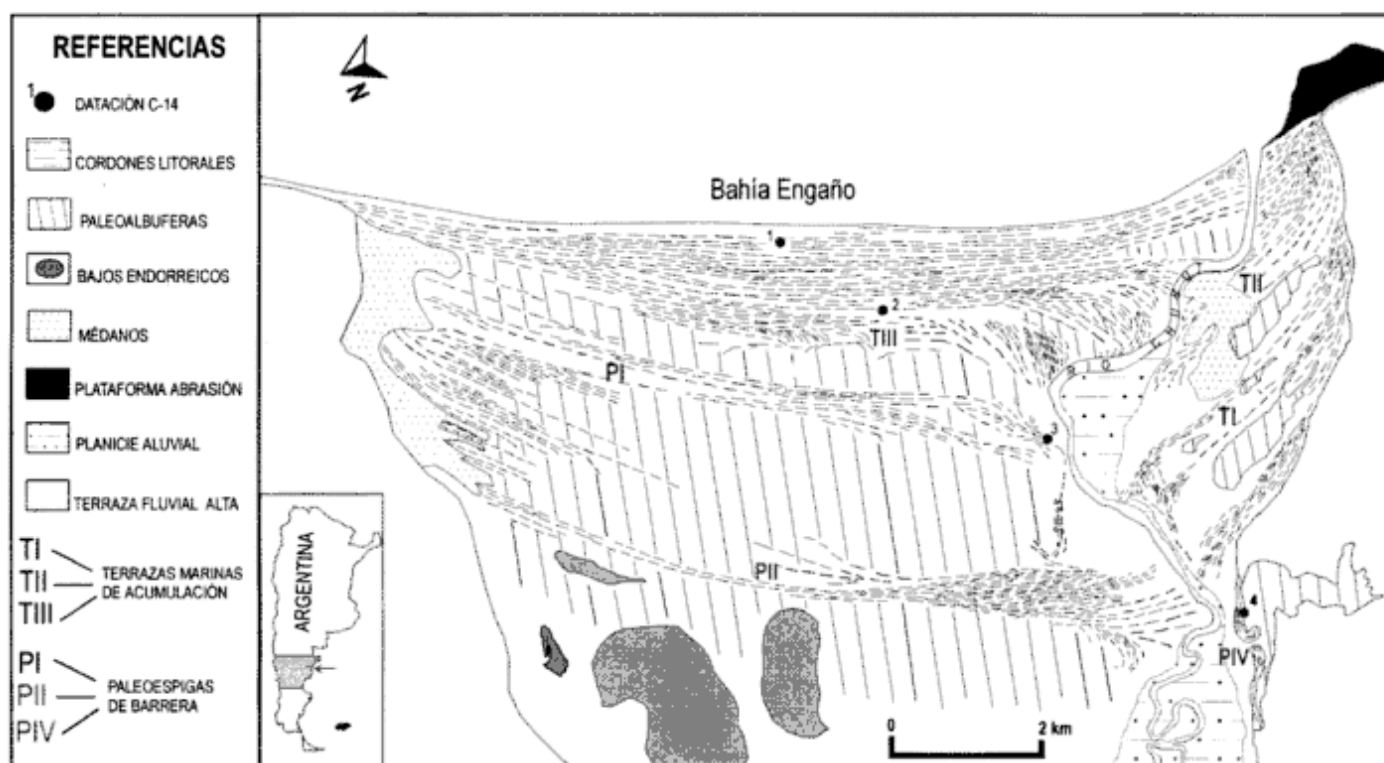 REFERENCIAS
1
DATACIÓN C-14
CORDONES LITORALES
PALEOALBUFERAS
BAJOS ENDORREICOS
MÉDANOS
PLATAFORMA ABRASIÓN
PLANICIE ALUVIAL
TERRAZA FLUVIAL ALTA
TI
TII
TIII
TERRAZAS MARINAS
DE ACUMULACIÓN
PI
PII
PIV
PALEOESPIGAS
DE BARRERA
ARGENTINA
N
Bahía Engaño
1
2
TIII
TII
PI
3
TI
PII
4
PIV
0 2 km